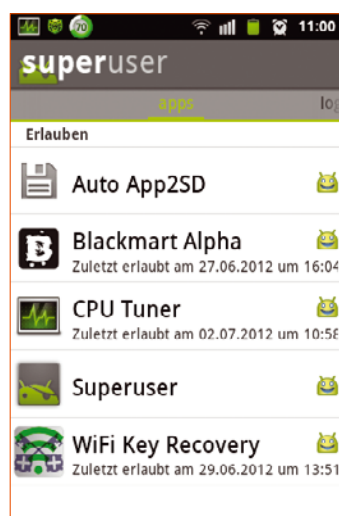 70 11:00
superuser
apps log
Erlauben
Auto App2SD
B Blackmart Alpha
Zuletzt erlaubt am 27.06.2012 um 16:04
CPU Tuner
Zuletzt erlaubt am 02.07.2012 um 10:58
Superuser
WiFi Key Recovery
Zuletzt erlaubt am 29.06.2012 um 13:51